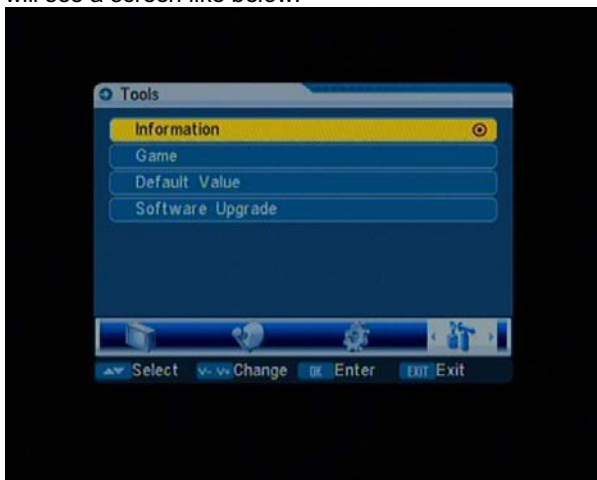 will see a screen like below.
Tools
Information
Game
Default Value
Software Upgrade
Select V- V+ Change OK Enter EXIT Exit